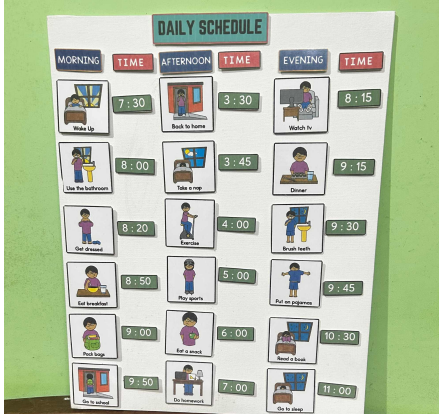 DAILY SCHEDULE
MORNING TIME AFTERNOON TIME EVENING TIME
7:30 3:30 8:15
Wake Up Back to home Watch tv
8:00 3:45 9:15
Use the bathroom Take a nap Dinner
8:20 4:00 9:30
Get dressed Exercise Brush teeth
8:50 5:00 9:45
Eat breakfast Play sports Put on pajamas
9:00 6:00 10:30
Pack bags Eat a snack Read a book
9:50 7:00 11:00
Go to school Do homework Go to sleep